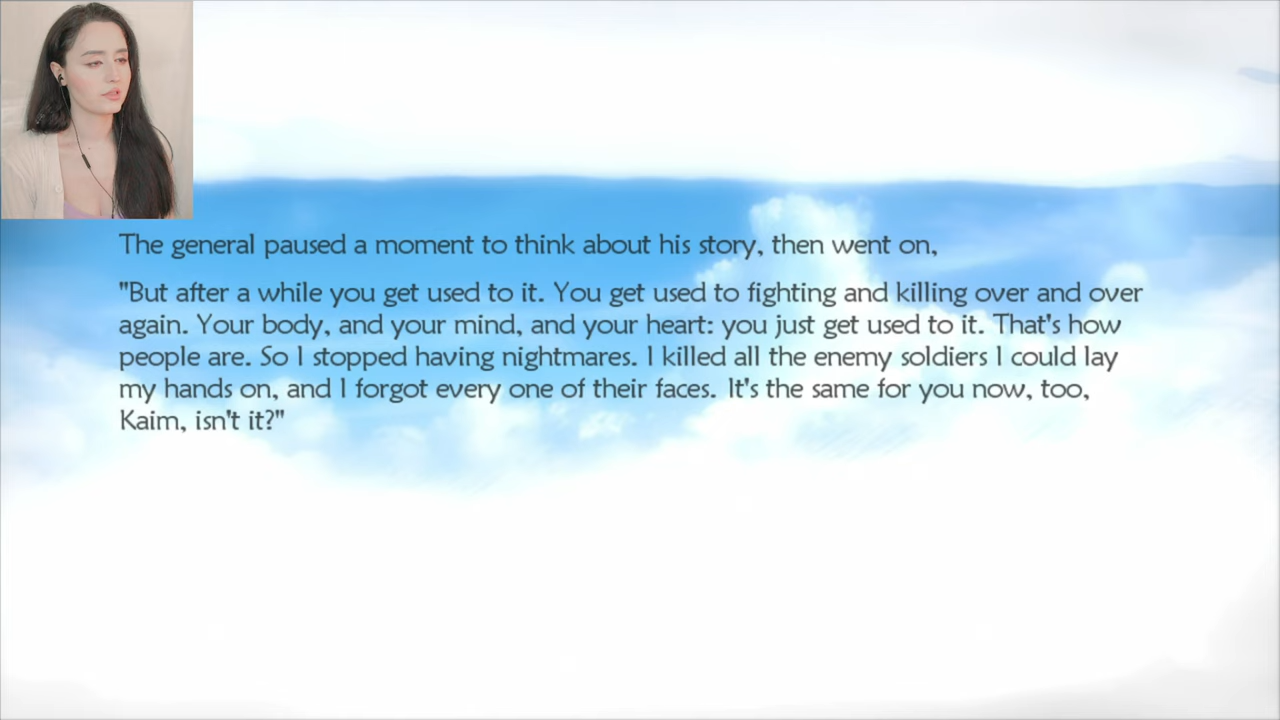 The general paused a moment to think about his story, then went on,
"But after a while you get used to it. You get used to fighting and killing over and over
again. Your body, and your mind, and your heart: you just get used to it. That's how
people are. So I stopped having nightmares. I killed all the enemy soldiers I could lay
my hands on, and I forgot every one of their faces. It's the same for you now, too,
Kaim, isn't it?"